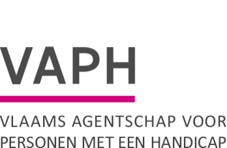 VAPH
VLAAMS AGENTSCHAP VOOR
PERSONEN MET EEN HANDICAP